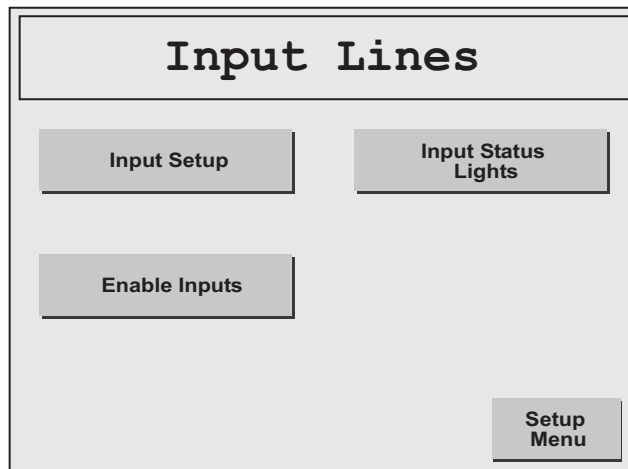 Input Lines
Input Setup
Input Status
Lights
Enable Inputs
Setup
Menu